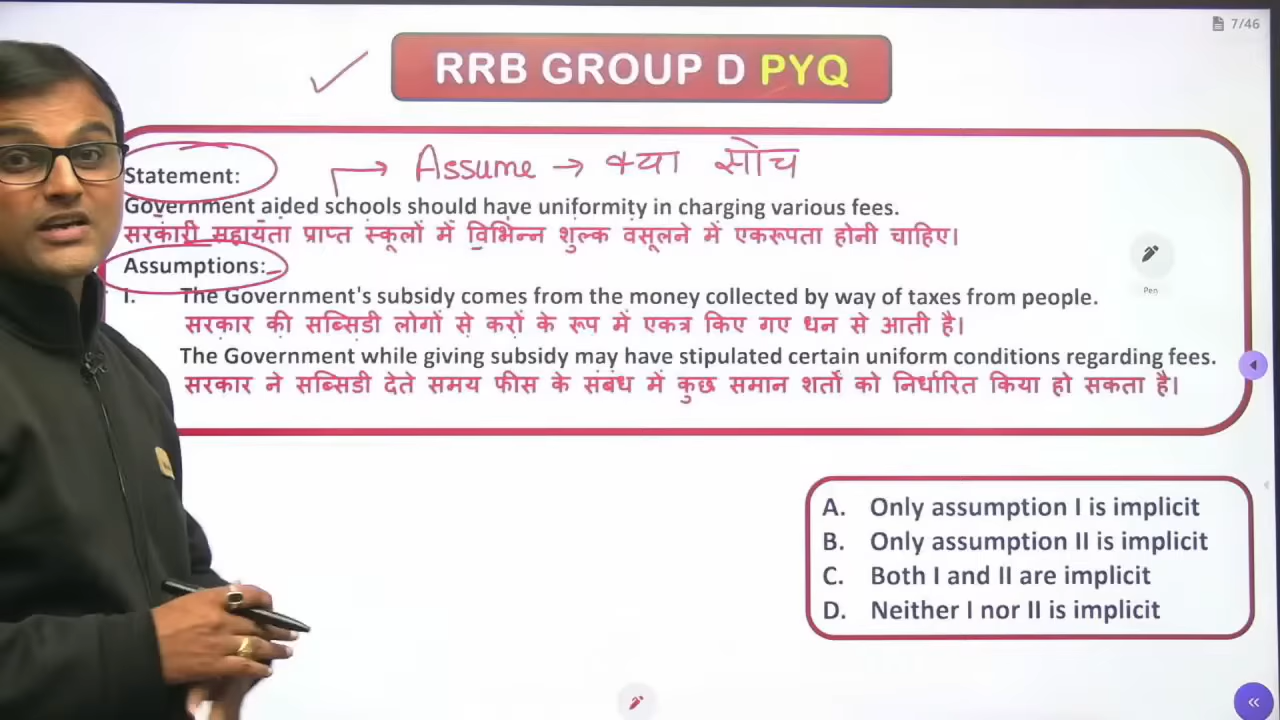 7/46
RRB GROUP D PYQ
Statement:
Assume → क्या सोच
Government aided schools should have uniformity in charging various fees.
सरकारी सहायता प्राप्त स्कूलों में विभिन्न शुल्क वसूलने में एकरूपता होनी चाहिए।
Assumptions:
I. The Government's subsidy comes from the money collected by way of taxes from people.
सरकार की सब्सिडी लोगों से करों के रूप में एकत्र किए गए धन से आती है।
The Government while giving subsidy may have stipulated certain uniform conditions regarding fees.
सरकार ने सब्सिडी देते समय फीस के संबंध में कुछ समान शर्तों को निर्धारित किया हो सकता है।
Pen
A. Only assumption I is implicit
B. Only assumption II is implicit
C. Both I and II are implicit
D. Neither I nor II is implicit